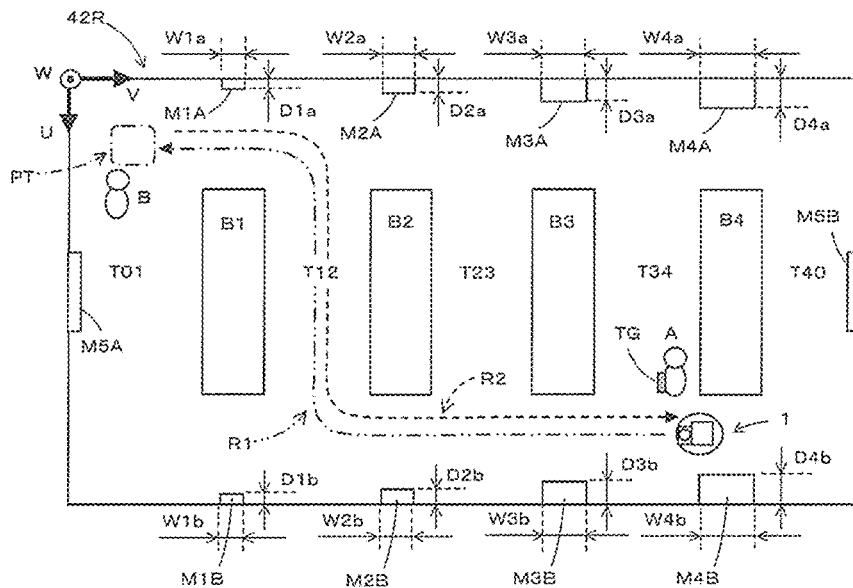 42R
W1a
W2a
W3a
W4a
W
V
U
M1A
D1a
M2A
D2a
M3A
D3a
M4A
D4a
PT
B
B1
B2
B3
B4
M5B
T01
T12
T23
T34
T40
M5A
TG
A
R2
R1
1
D1b
D2b
D3b
D4b
W1b
W2b
W3b
W4b
M1B
M2B
M3B
M4B